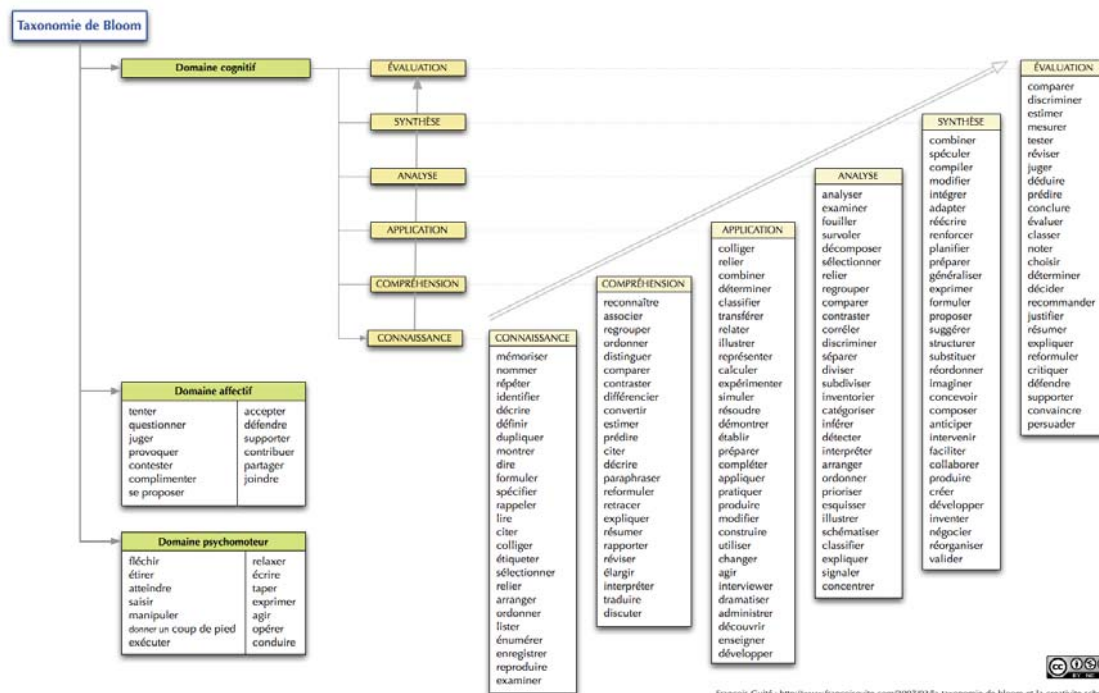 Taxonomie de Bloom
Domaine cognitif
ÉVALUATION
SYNTHÈSE
ANALYSE
APPLICATION
COMPRÉHENSION
CONNAISSANCE
CONNAISSANCE
mémoriser
nommer
répéter
identifier
décrire
définir
dupliquer
montrer
dire
formuler
spécifier
rappeler
lire
citer
colliger
étiqueter
sélectionner
relier
arranger
ordonner
lister
énumérer
enregistrer
reproduire
examiner
COMPRÉHENSION
reconnaître
associer
regrouper
ordonner
distinguer
comparer
contraster
différencier
convertir
estimer
prédire
citer
décrire
paraphraser
reformuler
retracer
expliquer
résumer
rapporter
réviser
élargir
interpréter
traduire
discuter
APPLICATION
colliger
relier
combiner
déterminer
classifier
transférer
relater
illustrer
représenter
calculer
expérimenter
simuler
résoudre
démontrer
établir
préparer
compléter
appliquer
pratiquer
produire
modifier
construire
utiliser
changer
agir
interviewer
dramatiser
administrer
découvrir
enseigner
développer
ANALYSE
analyser
examiner
fouiller
survoler
décomposer
sélectionner
relier
regrouper
comparer
contraster
corréler
discriminer
séparer
diviser
subdiviser
inventorier
catégoriser
inférer
détecter
interpréter
arranger
ordonner
prioriser
esquisser
illustrer
schématiser
classifier
expliquer
signaler
concentrer
SYNTHÈSE
combiner
spéculer
compiler
modifier
intégrer
adapter
réécrire
renforcer
planifier
préparer
généraliser
exprimer
formuler
proposer
suggérer
structurer
substituer
réordonner
imaginer
concevoir
composer
anticiper
intervenir
faciliter
collaborer
produire
créer
développer
inventer
négocier
réorganiser
valider
ÉVALUATION
comparer
discriminer
estimer
mesurer
tester
réviser
juger
déduire
prédire
conclure
évaluer
classer
noter
choisir
déterminer
décider
recommander
justifier
résumer
expliquer
reformuler
critiquer
défendre
supporter
convaincre
persuader
Domaine affectif
tenter
questionner
juger
provoquer
contester
complimenter
se proposer
accepter
défendre
supporter
contribuer
partager
joindre
Domaine psychomoteur
fléchir
étirer
atteindre
saisir
manipuler
donner un coup de pied
exécuter
relaxer
écrire
taper
exprimer
agir
opérer
conduire
cc
BY NC